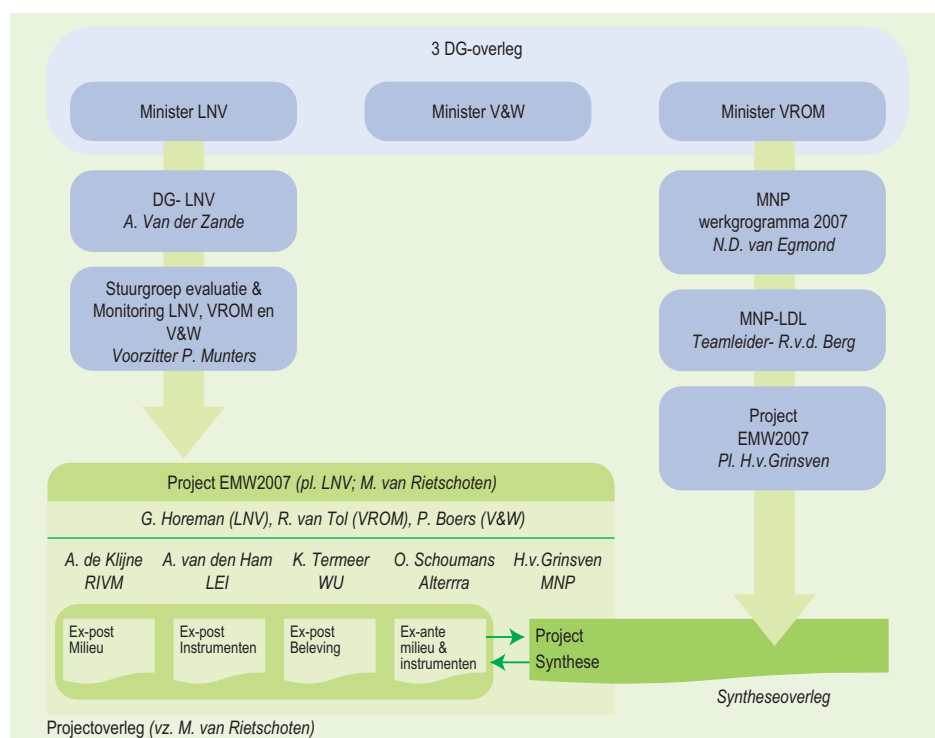 3 DG-overleg
Minister LNV
Minister V&W
Minister VROM
DG- LNV
A. Van der Zande
Stuurgroep evaluatie &
Monitoring LNV, VROM en
V&W
Voorzitter P. Munters
MNP
werkgrogramma 2007
N.D. van Egmond
MNP-LDL
Teamleider- R.v.d. Berg
Project
EMW2007
Pl. H.v.Grinsven
Project EMW2007 (pl. LNV; M. van Rietschoten)
G. Horeman (LNV), R. van Tol (VROM), P. Boers (V&W)
A. de Klijne
RIVM
A. van den Ham
LEI
K. Termeer
WU
O. Schoumans
Alterrra
H.v.Grinsven
MNP
Ex-post
Milieu
Ex-post
Instrumenten
Ex-post
Beleving
Ex-ante
milieu &
instrumenten
Project
Synthese
Syntheseoverleg
Projectoverleg (vz. M. van Rietschoten)